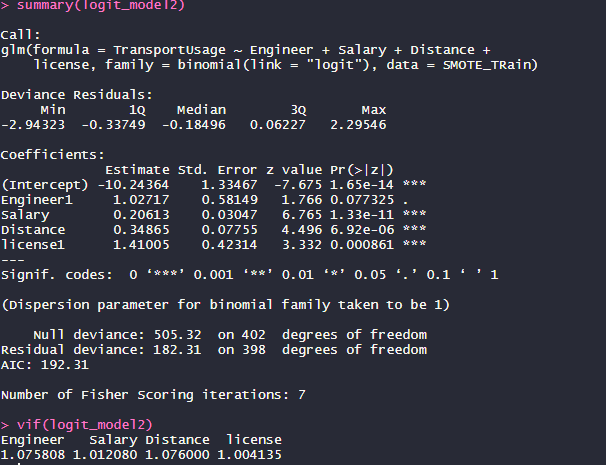 > summary(logit_model2)
Call:
glm(formula = TransportUsage ~ Engineer + Salary + Distance +
    license, family = binomial(link = "logit"), data = SMOTE_TRain)
Deviance Residuals:
     Min       1Q   Median       3Q      Max
-2.94323 -0.33749 -0.18496  0.06227  2.29546
Coefficients:
             Estimate Std. Error z value Pr(>|z|)
(Intercept) -10.24364    1.33467  -7.675 1.65e-14 ***
Engineer1     1.02717    0.58149   1.766 0.077325 .
Salary        0.20613    0.03047   6.765 1.33e-11 ***
Distance      0.34865    0.07755   4.496 6.92e-06 ***
license1      1.41005    0.42314   3.332 0.000861 ***
---
Signif. codes:  0 ‘***’ 0.001 ‘**’ 0.01 ‘*’ 0.05 ‘.’ 0.1 ‘ ’ 1
(Dispersion parameter for binomial family taken to be 1)
    Null deviance: 505.32  on 402  degrees of freedom
Residual deviance: 182.31  on 398  degrees of freedom
AIC: 192.31
Number of Fisher Scoring iterations: 7
> vif(logit_model2)
Engineer   Salary Distance  license
1.075808 1.012080 1.076000 1.004135